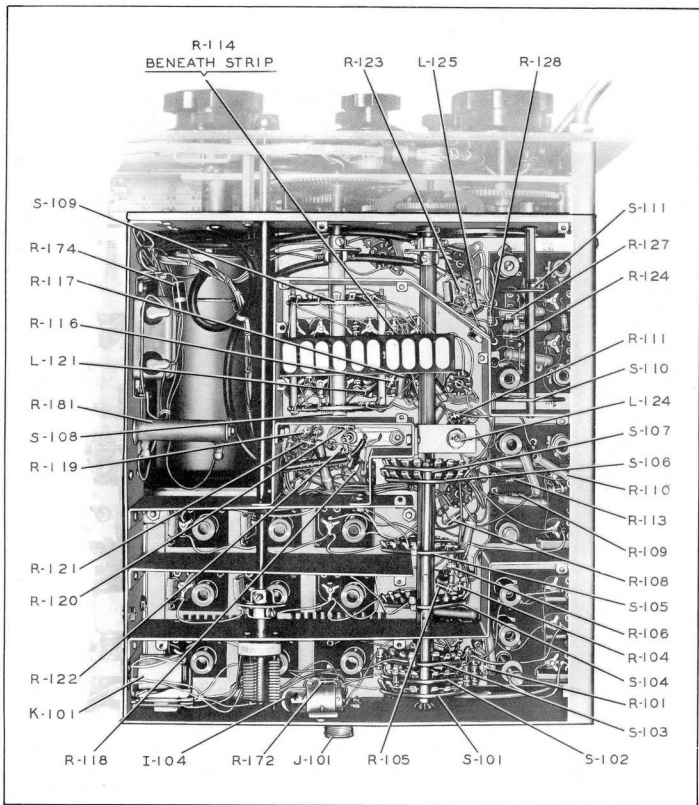 R-114
BENEATH STRIP
R-123
L-125
R-128
S-109
R-174
R-117
R-116
L-121
R-181
S-108
R-119
R-121
R-120
R-122
K-101
R-118
I-104
R-172
J-101
R-105
S-101
S-102
S-111
R-127
R-124
R-111
S-110
L-124
S-107
S-106
R-110
R-113
R-109
R-108
S-105
R-106
R-104
S-104
R-101
S-103